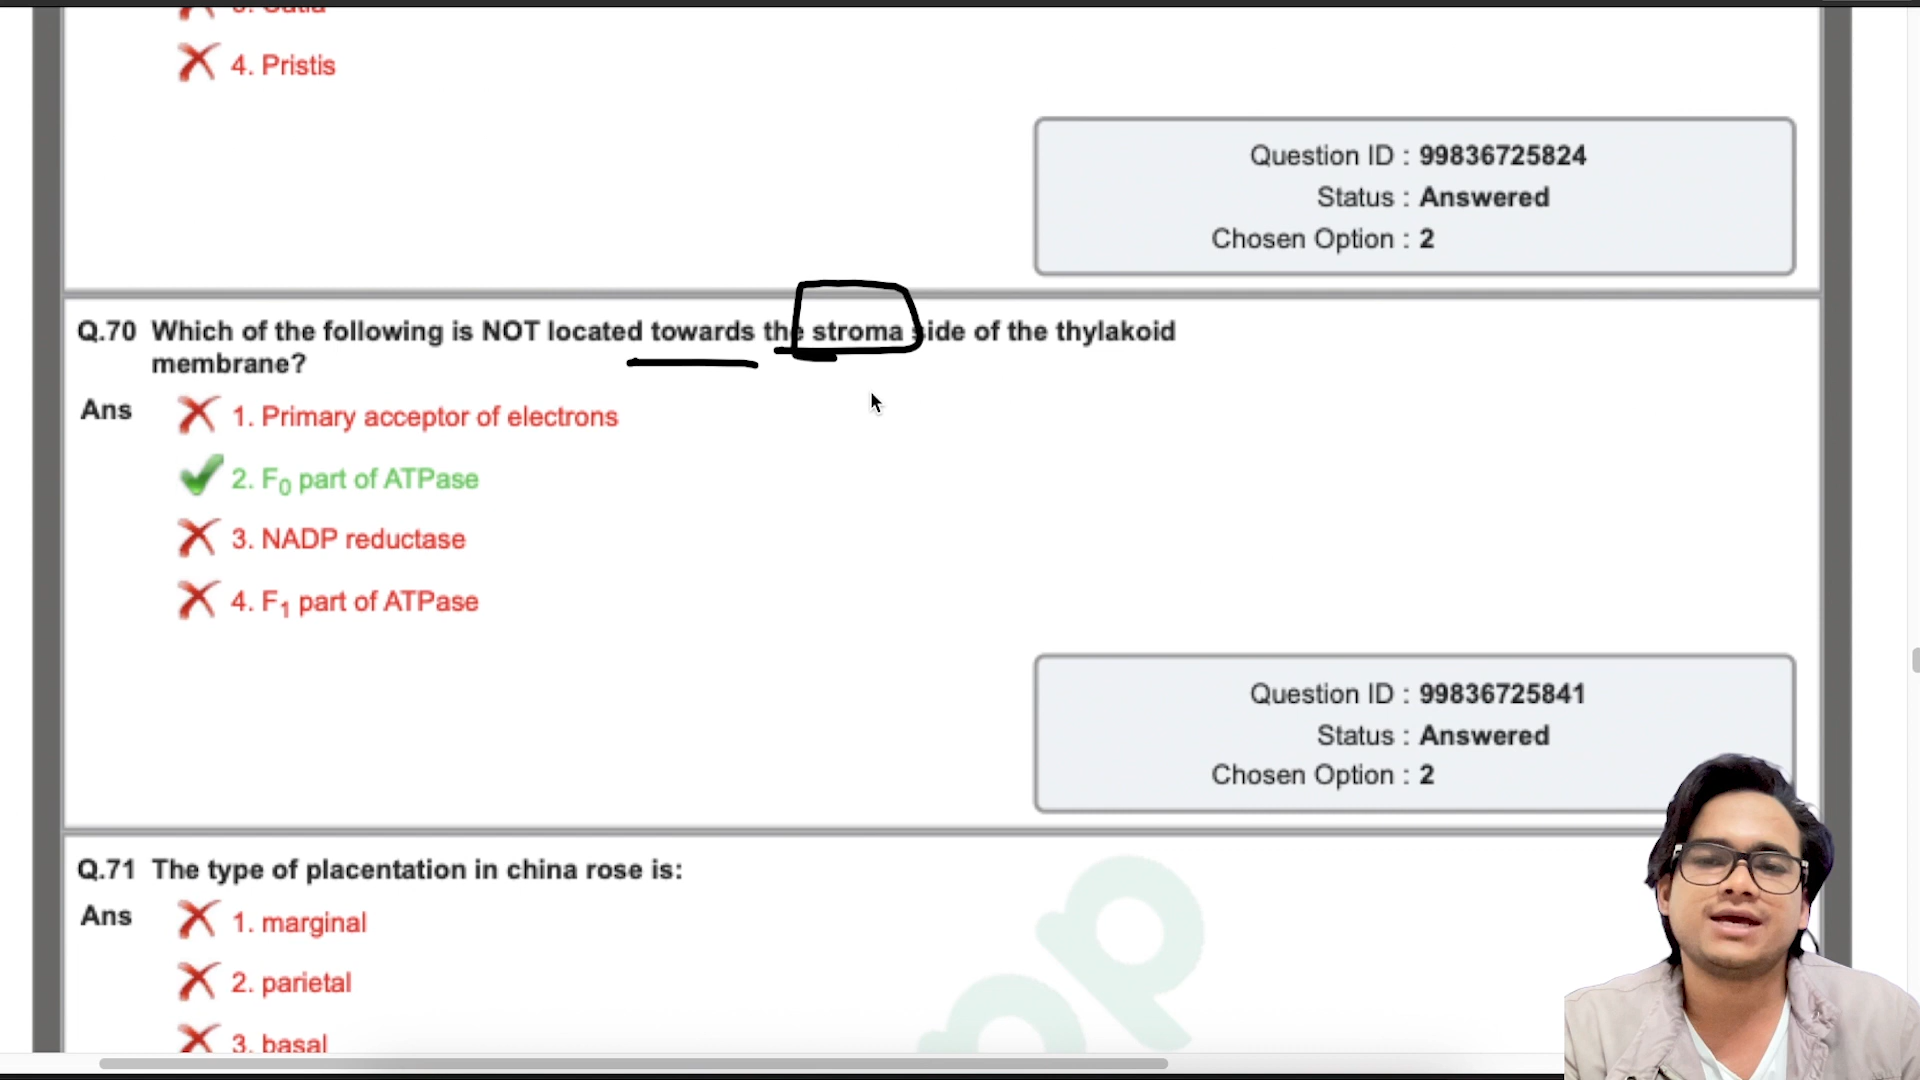 4. Pristis
Question ID : 99836725824
Status : Answered
Chosen Option : 2
Q.70 Which of the following is NOT located towards the stroma side of the thylakoid
membrane?
Ans 1. Primary acceptor of electrons
2. F0 part of ATPase
3. NADP reductase
4. F1 part of ATPase
Question ID : 99836725841
Status : Answered
Chosen Option : 2
Q.71 The type of placentation in china rose is:
Ans 1. marginal
2. parietal
3. basal